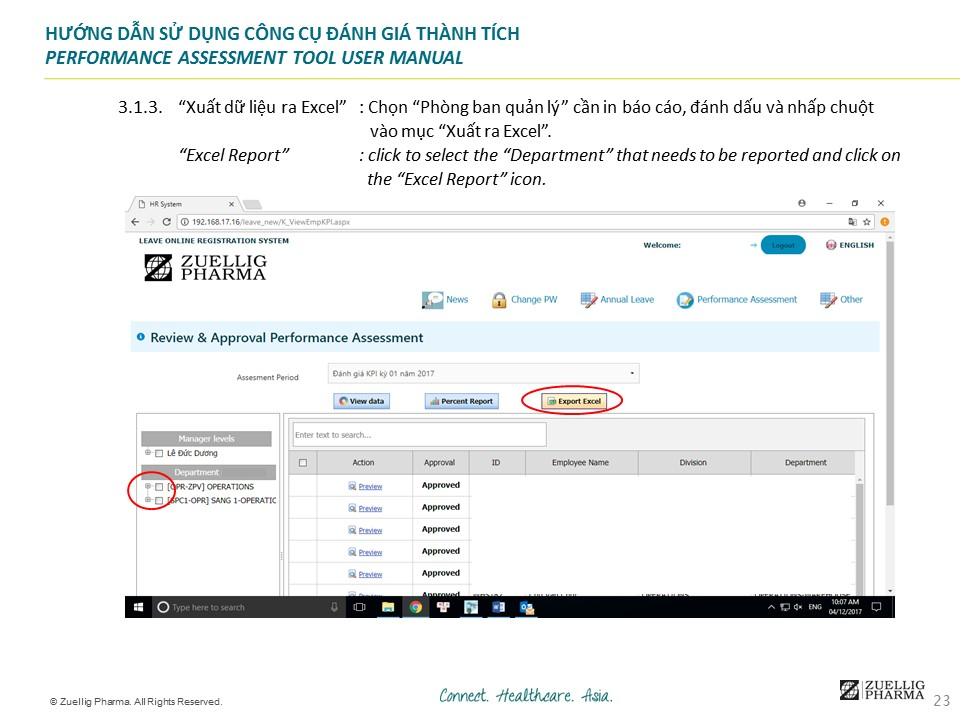 HƯỚNG DẪN SỬ DỤNG CÔNG CỤ ĐÁNH GIÁ THÀNH TÍCH
PERFORMANCE ASSESSMENT TOOL USER MANUAL
3.1.3. “Xuất dữ liệu ra Excel” : Chọn “Phòng ban quản lý” cần in báo cáo, đánh dấu và nhấp chuột
vào mục “Xuất ra Excel”.
“Excel Report” : click to select the “Department” that needs to be reported and click on
the “Excel Report” icon.
HR System
192.168.17.16/leave_new/K_ViewEmpKPI.aspx
LEAVE ONLINE REGISTRATION SYSTEM Welcome: Logout ENGLISH
ZUELLIG
PHARMA
News Change PW Annual Leave Performance Assessment Other
Review & Approval Performance Assessment
Assesment Period Đánh giá KPI kỳ 01 năm 2017
View data Percent Report Export Excel
Manager levels
Lê Đức Dương
Department
[OPR-ZPV] OPERATIONS
[SPC1-OPR] SANG 1-OPERATIO
Enter text to search...
Action Approval ID Employee Name Division Department
Preview Approved
Preview Approved
Preview Approved
Preview Approved
Preview Approved
Preview Approved
Type here to search
ENG 10:07 AM
04/12/2017
© Zuellig Pharma. All Rights Reserved.
Connect. Healthcare. Asia.
ZUELLIG
PHARMA
23